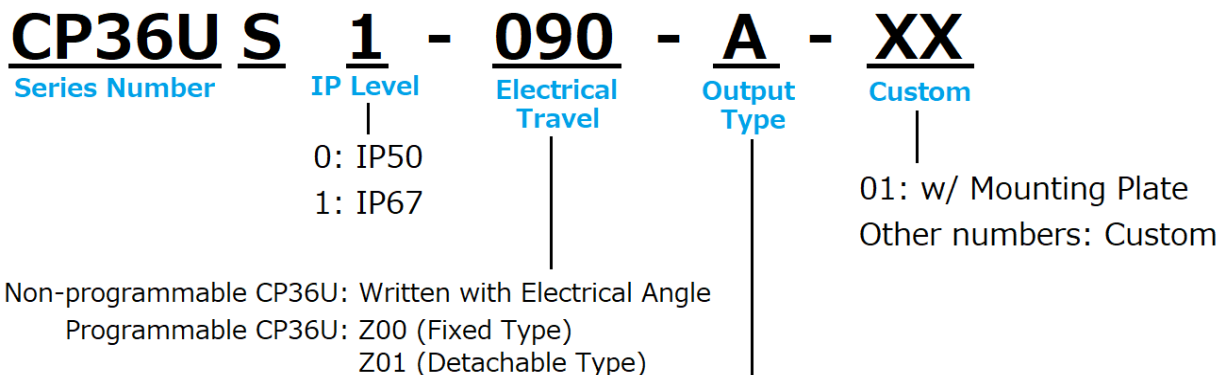 CP36U S 1 - 090 - A - XX
Series Number IP Level Electrical Travel Output Type Custom
0: IP50
1: IP67
01: w/ Mounting Plate
Other numbers: Custom
Non-programmable CP36U: Written with Electrical Angle
Programmable CP36U: Z00 (Fixed Type)
Z01 (Detachable Type)